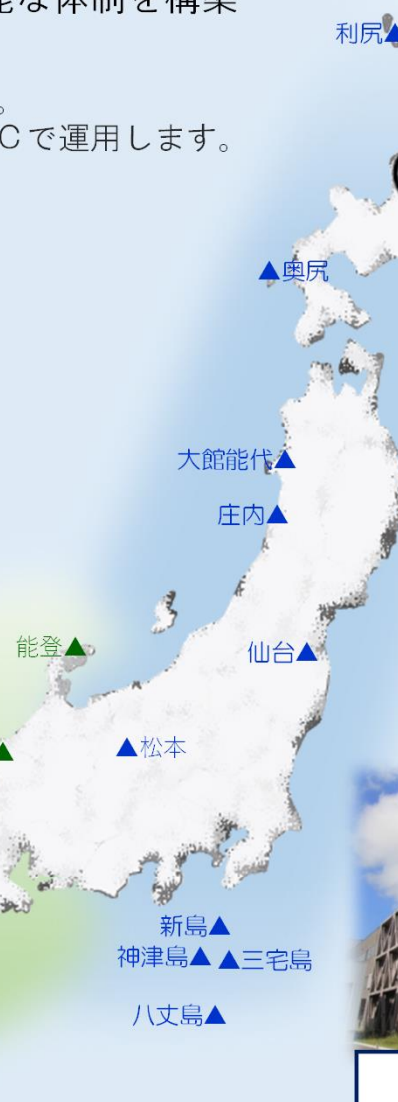 能な体制を構築
。
Cで運用します。
利尻
奥尻
大館能代
庄内
能登
仙台
松本
新島
神津島
三宅島
八丈島